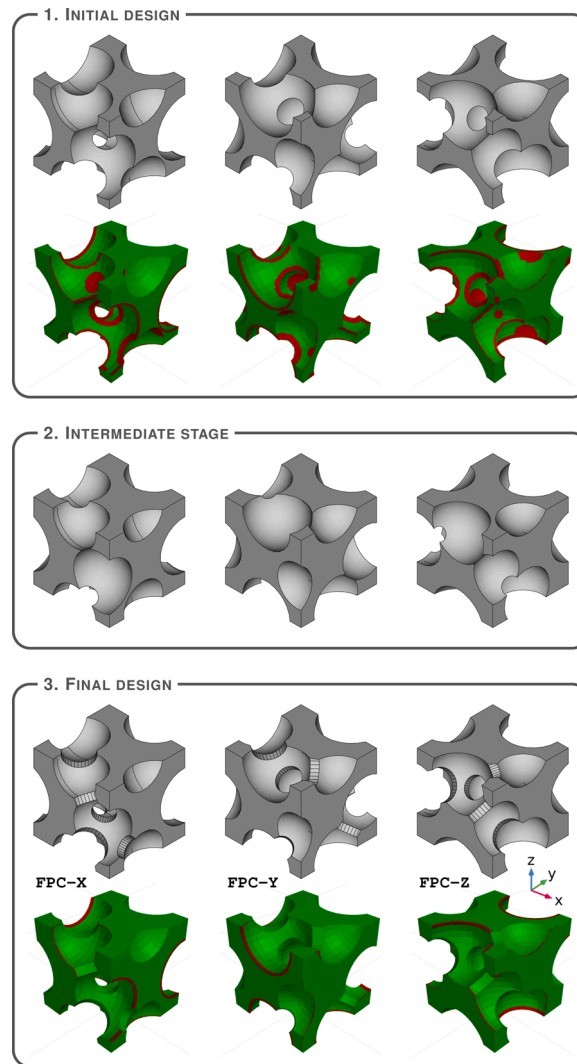 1. INITIAL DESIGN
2. INTERMEDIATE STAGE
3. FINAL DESIGN
FPC-X
FPC-Y
FPC-Z
z
y
x